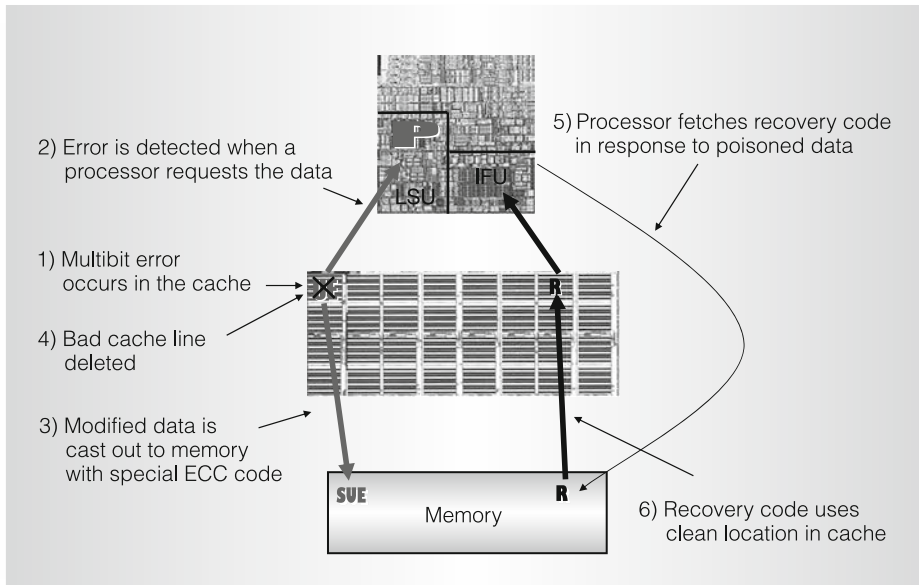 2) Error is detected when a
processor requests the data
5) Processor fetches recovery code
in response to poisoned data
P
LSU
IFU
1) Multibit error
occurs in the cache
R
4) Bad cache line
deleted
3) Modified data is
cast out to memory
with special ECC code
SUE
Memory
R
6) Recovery code uses
clean location in cache